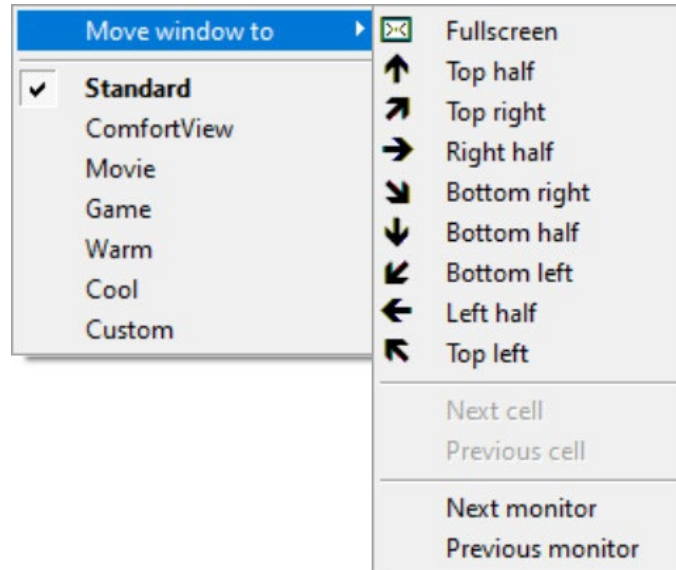 Move window to
Standard
ComfortView
Movie
Game
Warm
Cool
Custom
Fullscreen
Top half
Top right
Right half
Bottom right
Bottom half
Bottom left
Left half
Top left
Next cell
Previous cell
Next monitor
Previous monitor